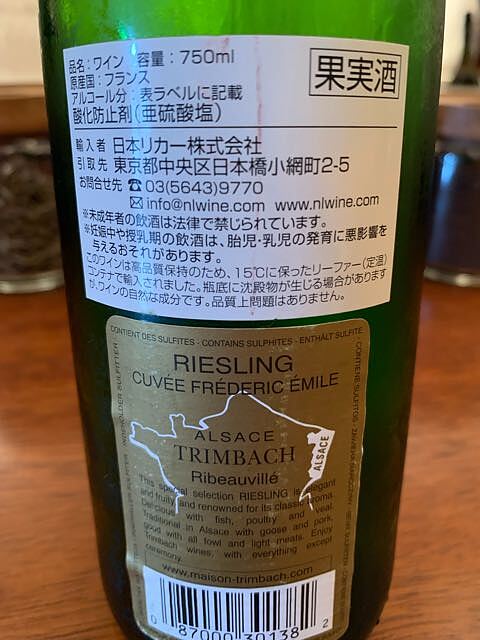 品名：ワイン 容量：750ml
果実酒
原産国：フランス
アルコール分：表ラベルに記載
酸化防止剤(亜硫酸塩)
輸入者 日本リカー株式会社
引取先 東京都中央区日本橋小網町2-5
お問合せ先 ☎03(5643)9770
✉info@nlwine.com www.nlwine.com
※未成年者の飲酒は法律で禁じられています。
※妊娠中や授乳期の飲酒は、胎児・乳児の発育に悪影響を
与えるおそれがあります。
このワインは高品質保持のため、15℃に保ったリーファー(定温)
コンテナで輸入されました。瓶底に沈殿物が生じる場合があります
が、ワインの自然な成分です。品質上問題はありません。
CONTIENT DES SULFITES - CONTAINS SULPHITES - ENTHÄLT SULFITE
RIESLING
CUVÉE FRÉDERIC ÉMILE
ALSACE
ALSACE
TRIMBACH
Ribeauvillé
This special selection RIESLING is elegant
and fruity and renowned for its classic aroma.
Delicious with fish, poultry and veal.
Traditional in Alsace with goose and pork,
good with all fowl and light meats. Enjoy
Trimbach wines, with everything except
ceremony.
www.maison-trimbach.com
0 87000 30138 2